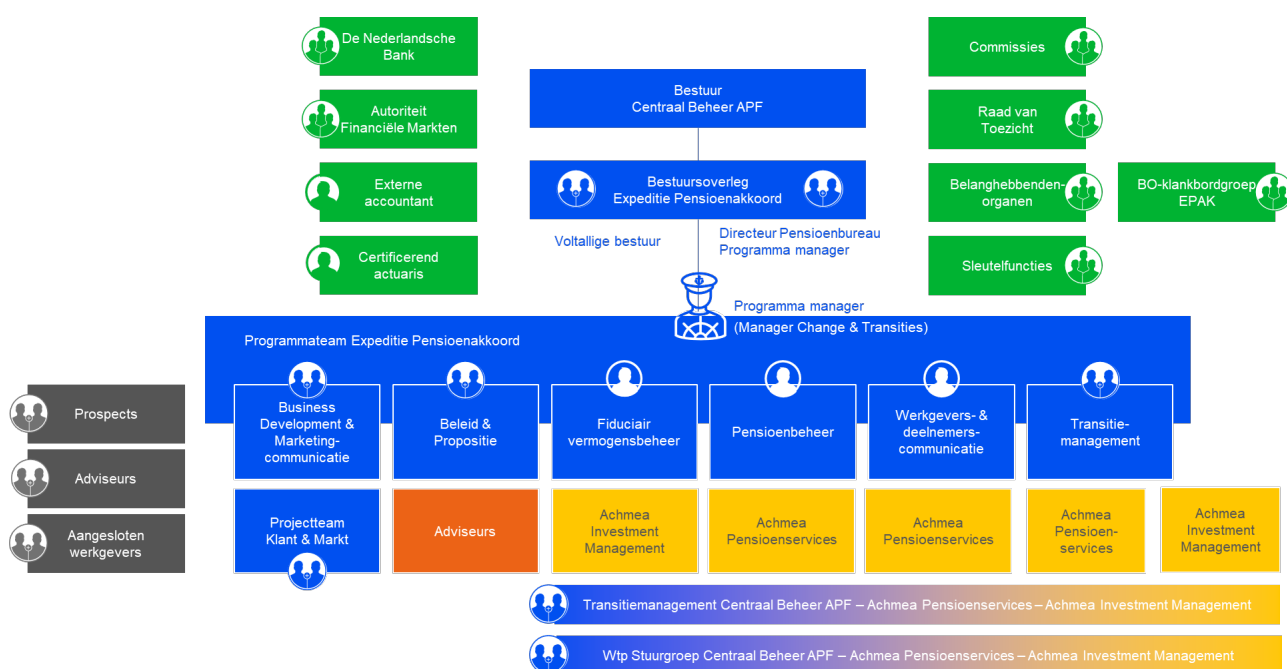 De Nederlandsche
Bank
Autoriteit
Financiële Markten
Externe
accountant
Certificerend
actuaris
Bestuur
Centraal Beheer APF
Bestuursoverleg
Expeditie Pensioenakkoord
Voltallige bestuur
Directeur Pensioenbureau
Programma manager
Programma manager
(Manager Change & Transities)
Commissies
Raad van
Toezicht
Belanghebbenden-
organen
BO-klankbordgroep
EPAK
Sleutelfuncties
Programmateam Expeditie Pensioenakkoord
Prospects
Adviseurs
Aangesloten
werkgevers
Business
Development &
Marketing-
communicatie
Beleid &
Propositie
Fiduciair
vermogensbeheer
Pensioenbeheer
Werkgevers- &
deelnemers-
communicatie
Transitie-
management
Projectteam
Klant & Markt
Adviseurs
Achmea
Investment
Management
Achmea
Pensioenservices
Achmea
Pensioenservices
Achmea
Pensioen-
services
Achmea
Investment
Management
Transitiemanagement Centraal Beheer APF – Achmea Pensioenservices – Achmea Investment Management
Wtp Stuurgroep Centraal Beheer APF – Achmea Pensioenservices – Achmea Investment Management